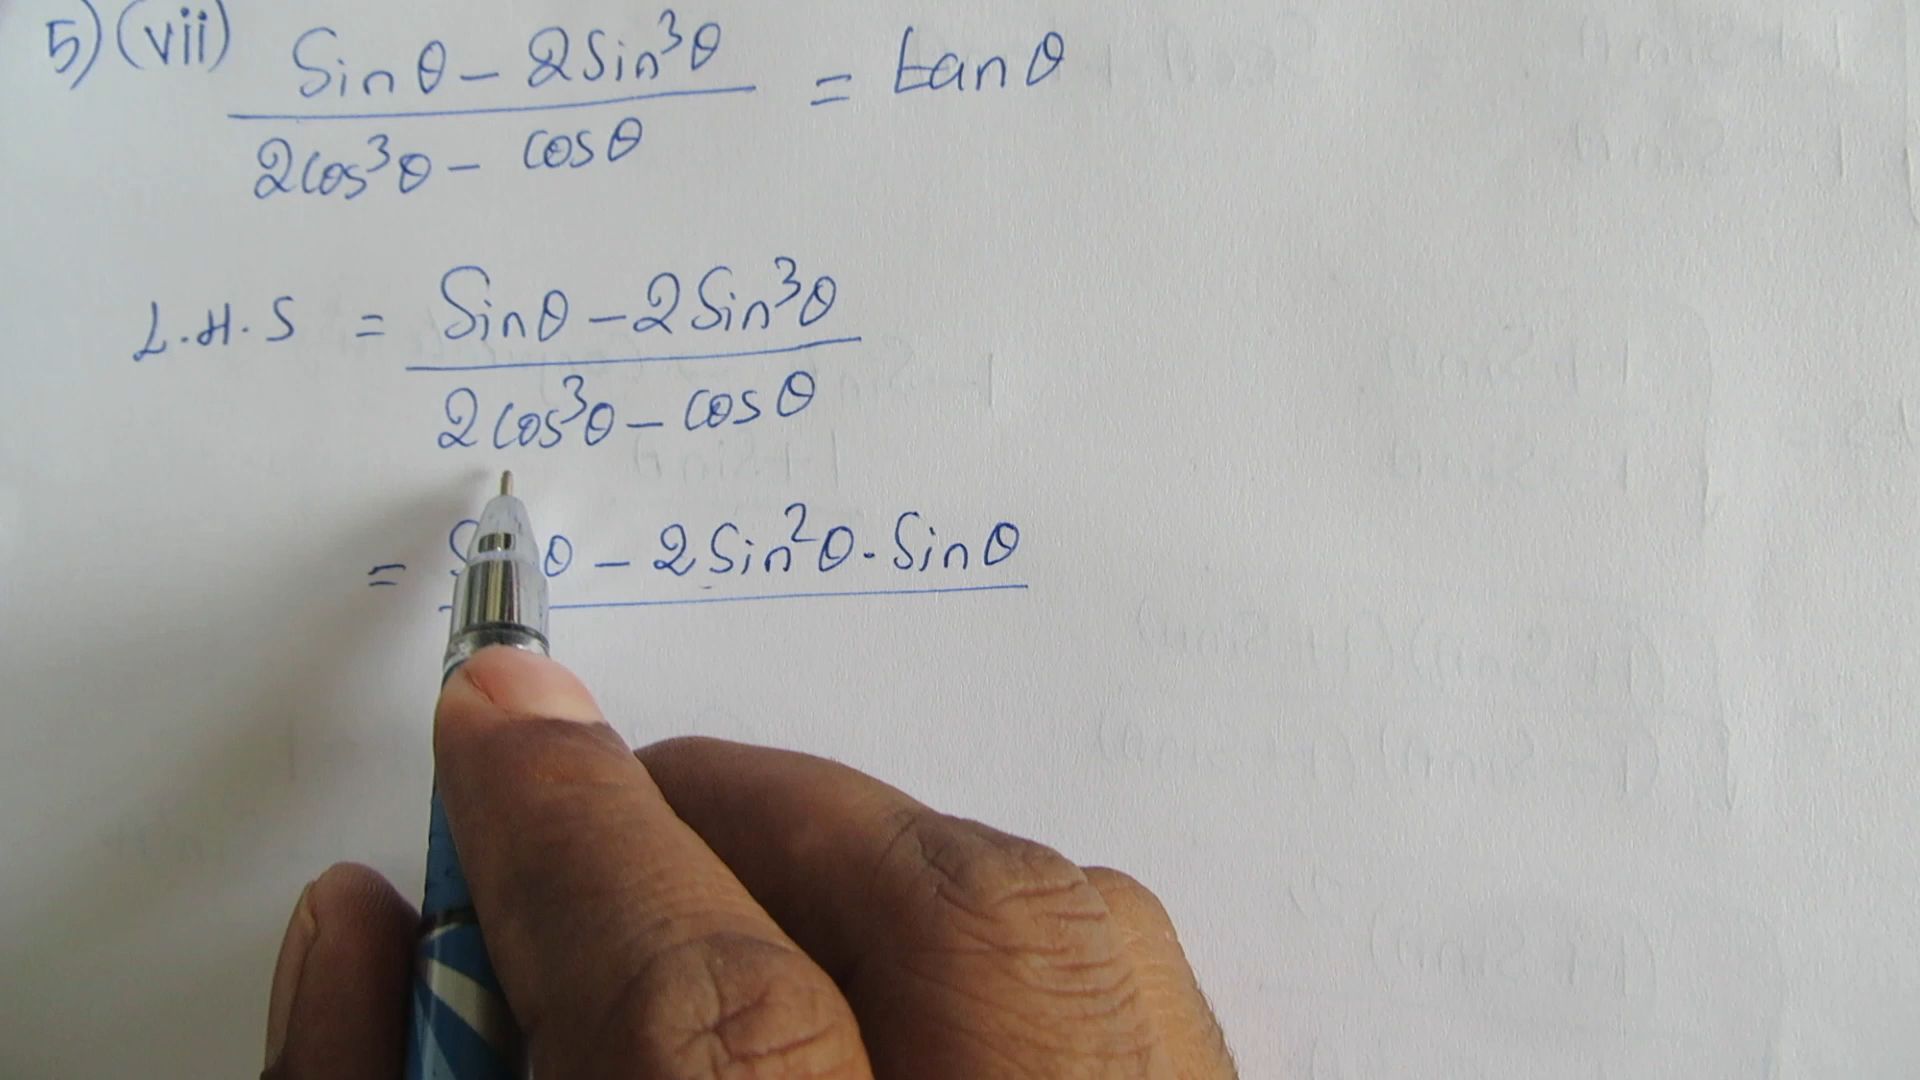 5) (vii) Sinθ - 2Sin³θ / 2cos³θ - cosθ = tanθ
L.H.S = Sinθ - 2Sin³θ / 2cos³θ - cosθ
= θ - 2Sin²θ · Sinθ